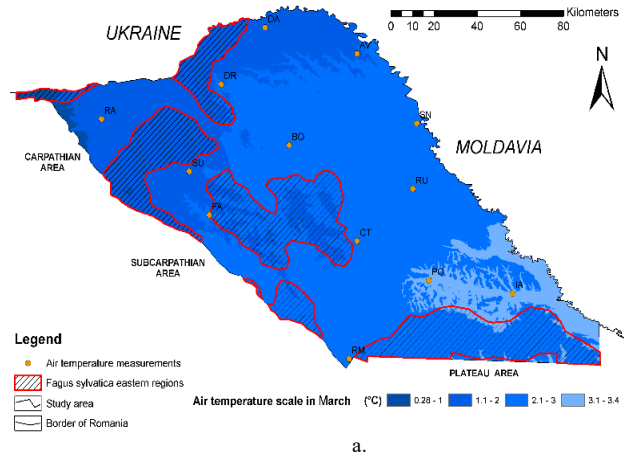 Kilometers
0 10 20 40 60 80
UKRAINE
DA
AV
N
DR
RA
SN
BO
MOLDAVIA
CARPATHIAN
AREA
SU
RU
FA
SUBCARPATHIAN
AREA
CT
PO
IA
Legend
Air temperature measurements
Fagus sylvatica eastern regions
Study area
Border of Romania
RM
PLATEAU AREA
Air temperature scale in March (°C) 0.28 - 1 1.1 - 2 2.1 - 3 3.1 - 3.4
a.